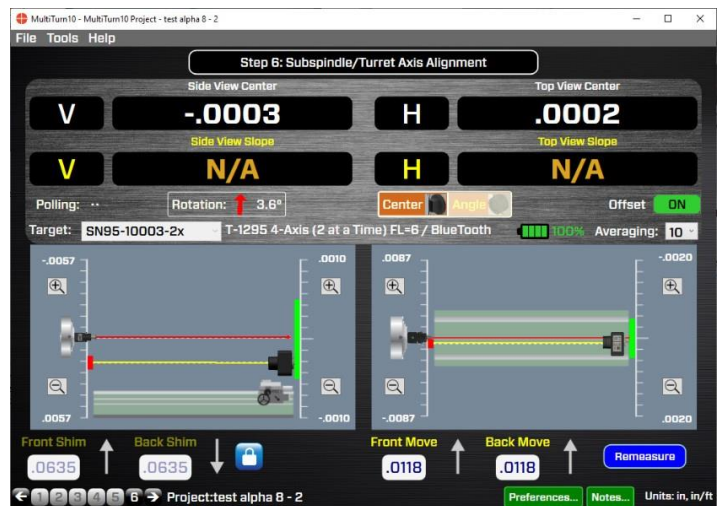 MultiTurn10 - MultiTurn10 Project - test alpha 8 - 2
File Tools Help
Step 6: Subspindle/Turret Axis Alignment
Side View Center Top View Center
V -.0003 H .0002
Side View Slope Top View Slope
V N/A H N/A
Polling: .. Rotation: 3.6° Center Angle Offset ON
Target: SN95-10003-2x T-1295 4-Axis (2 at a Time) FL=6 / BlueTooth 100% Averaging: 10
-.0057 .0010 .0087 -.0020
.0057 -.0010 -.0087 .0020
Front Shim Back Shim Front Move Back Move
.0635 .0635 .0118 .0118 Remeasure
1 2 3 4 5 6 Project:test alpha 8 - 2 Preferences... Notes... Units: in, in/ft